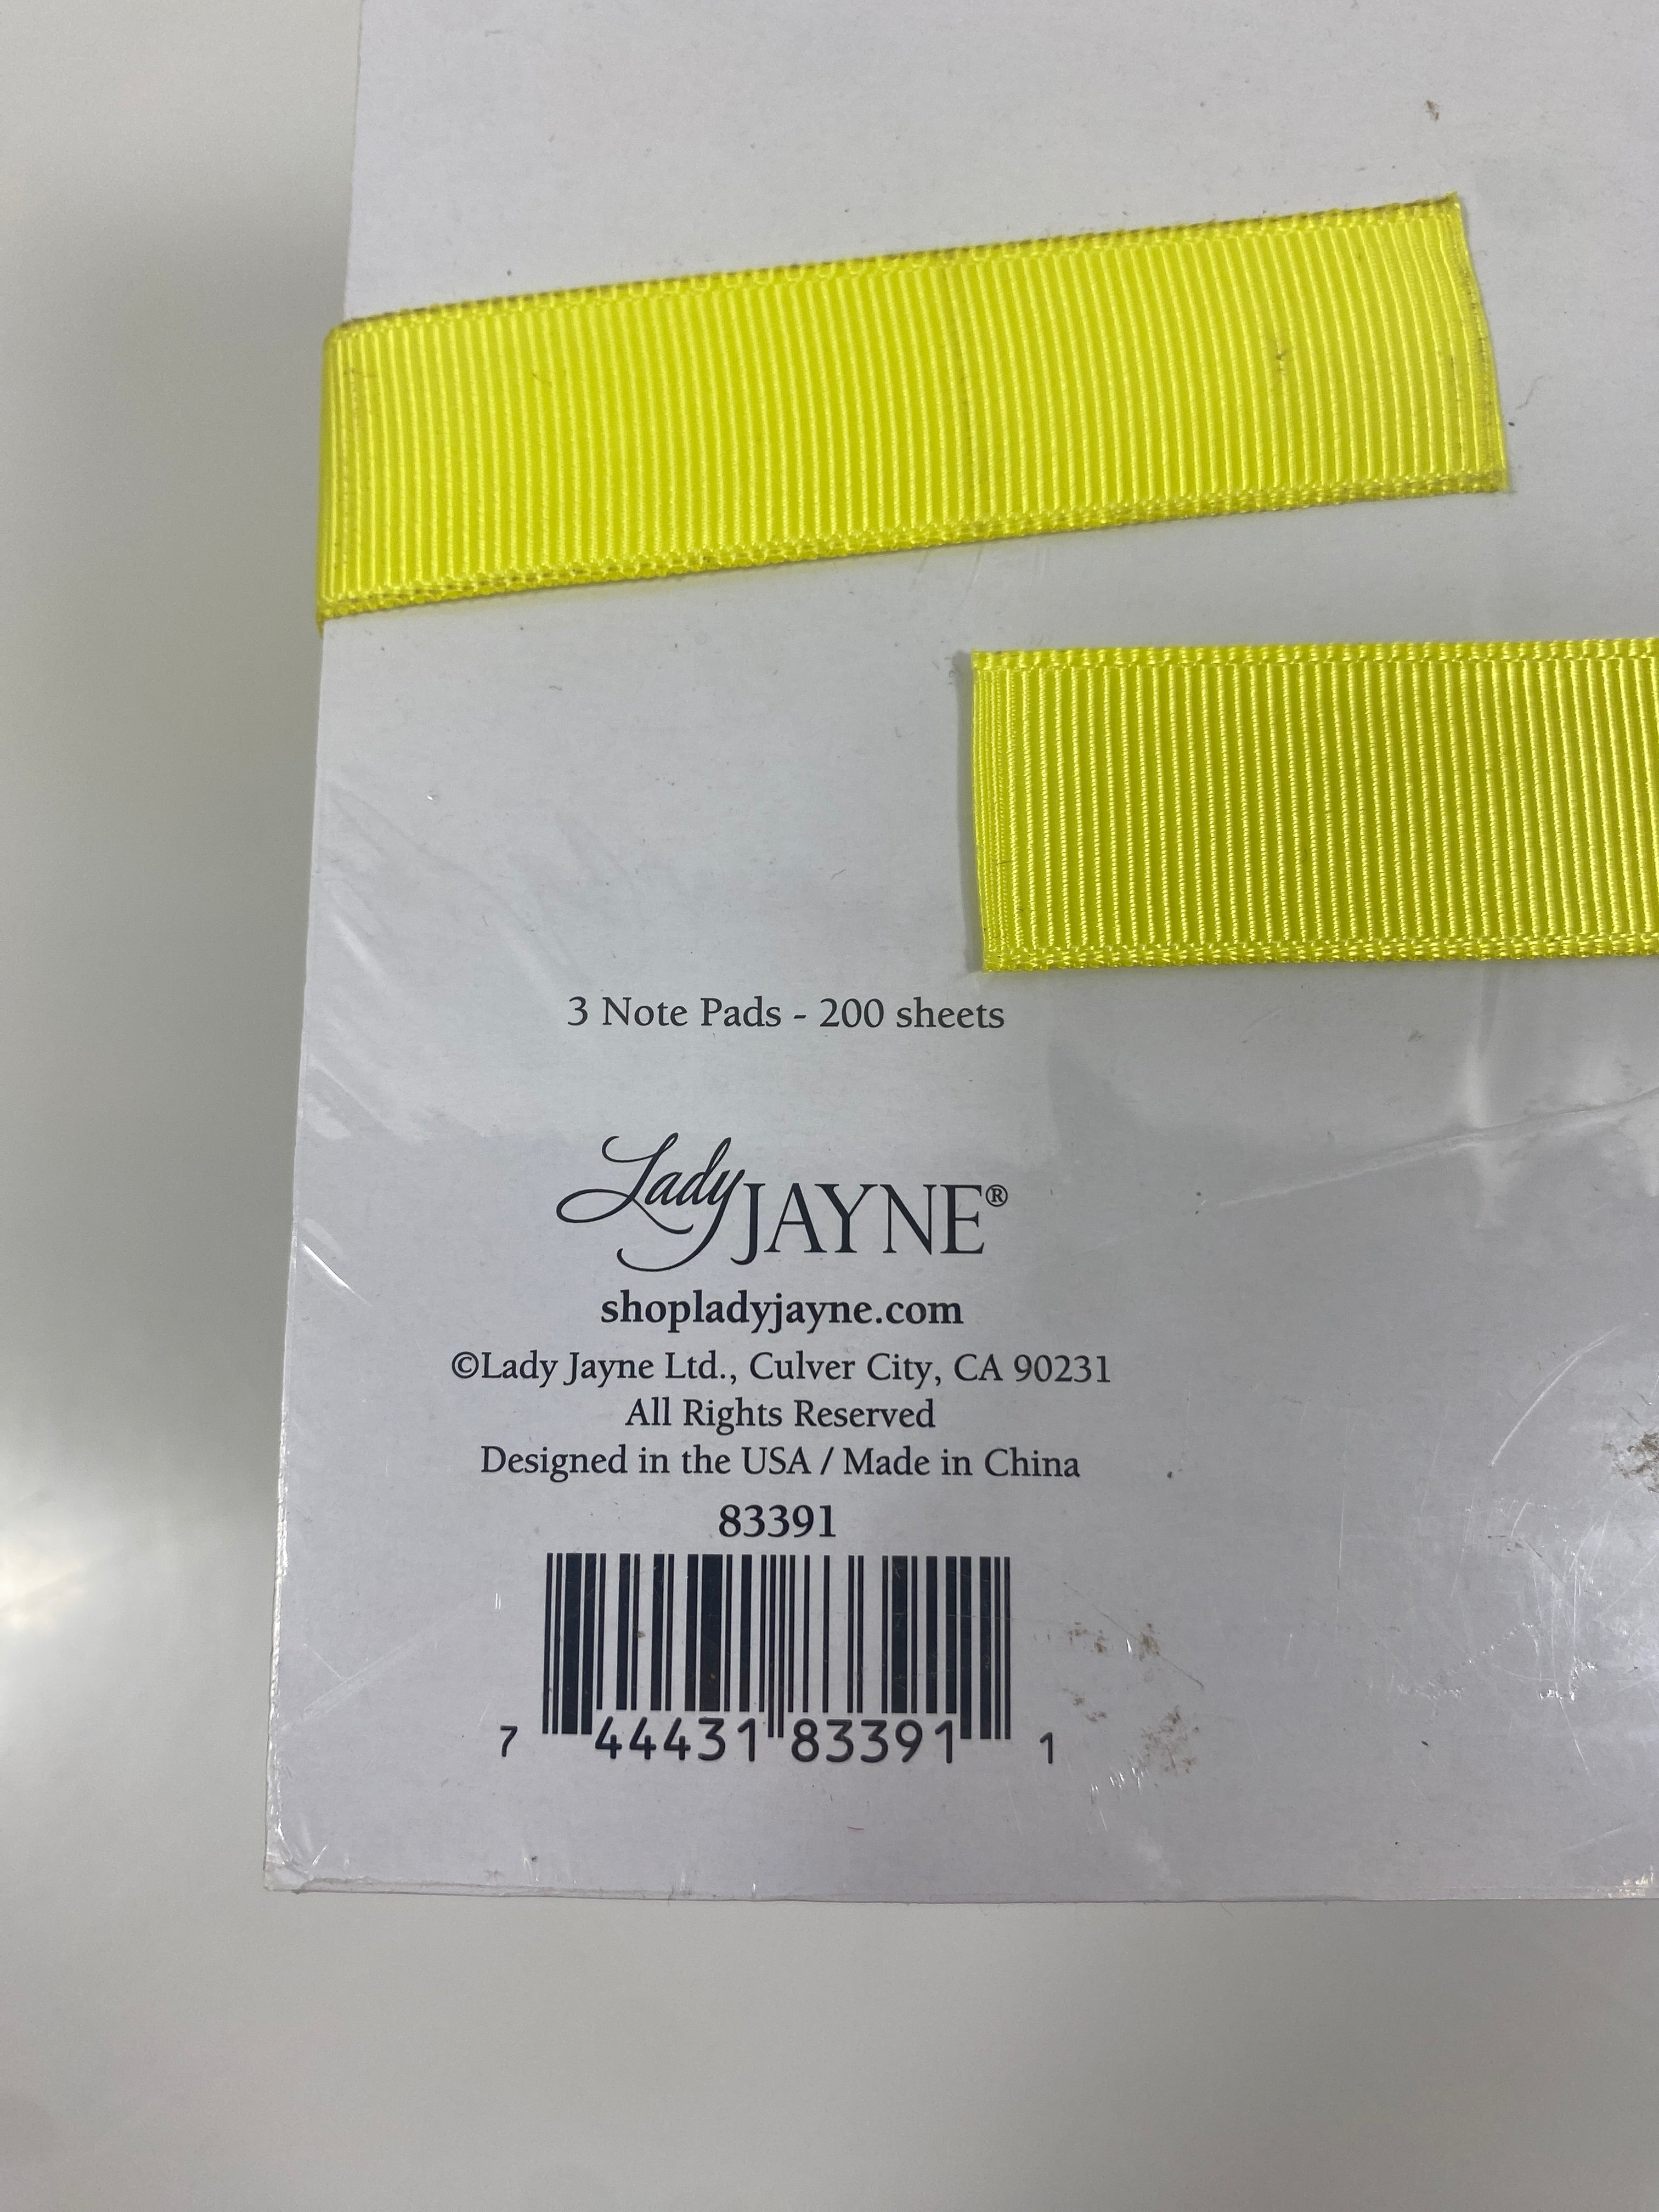 3 Note Pads - 200 sheets
Lady JAYNE®
shopladyjayne.com
©Lady Jayne Ltd., Culver City, CA 90231
All Rights Reserved
Designed in the USA / Made in China
83391
7 44431 83391 1